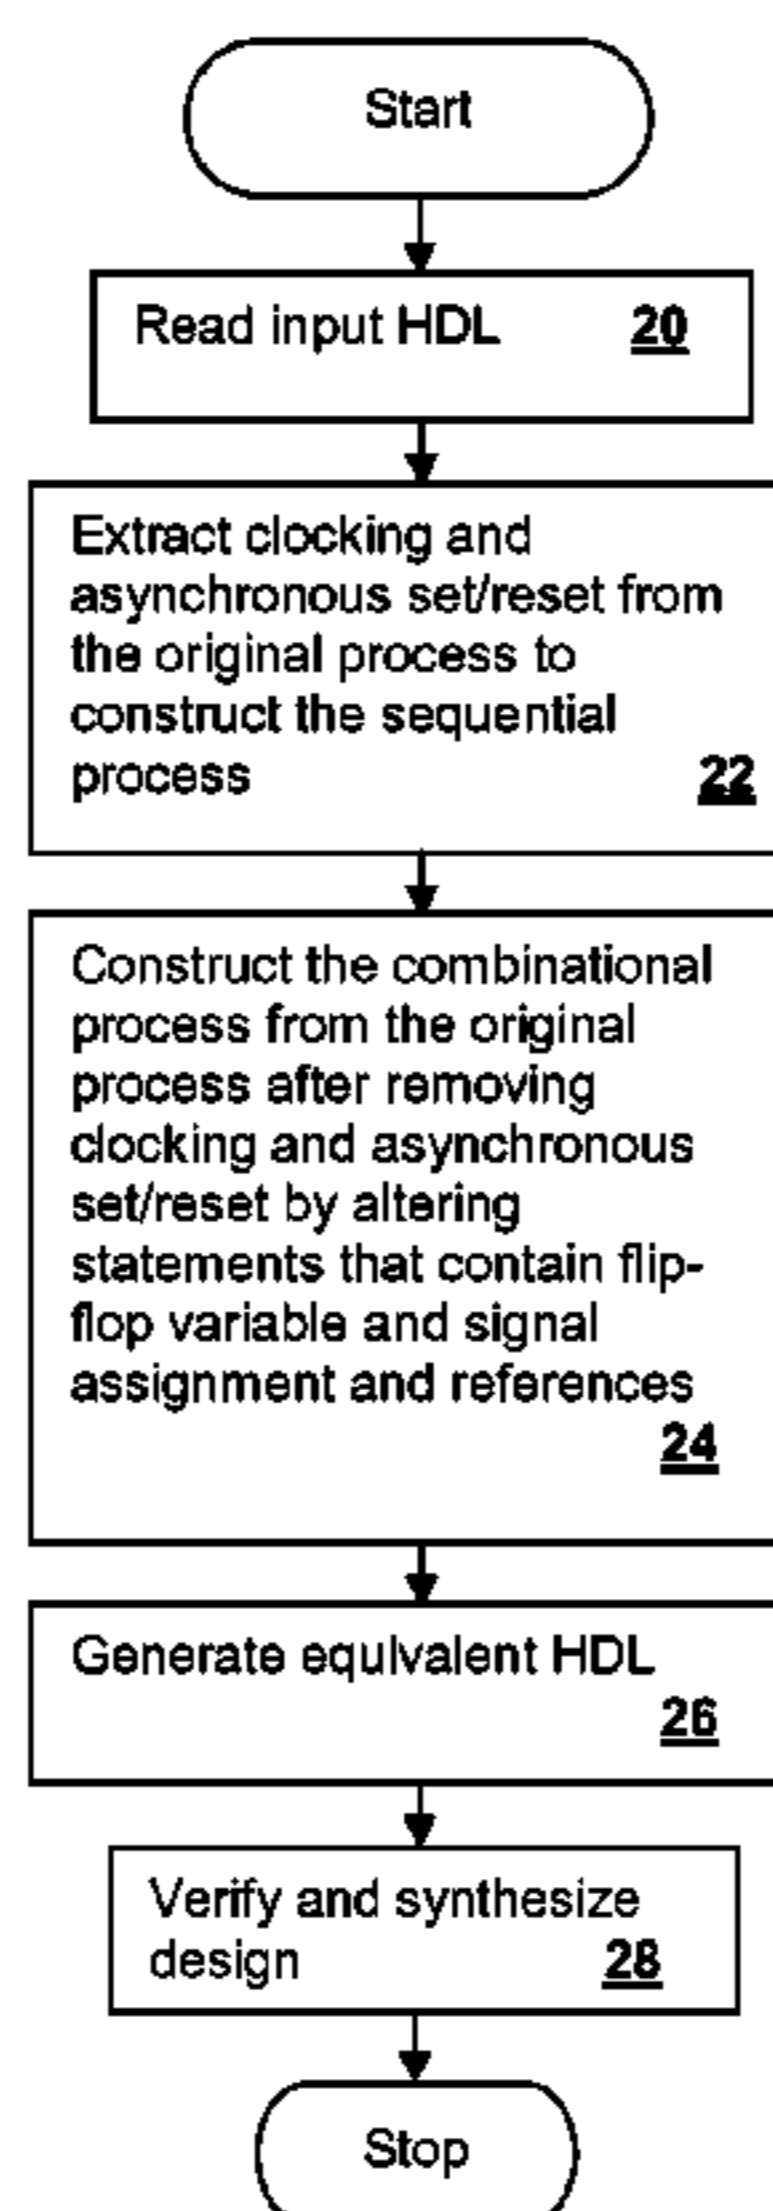 Start
Read input HDL 20
Extract clocking and
asynchronous set/reset from
the original process to
construct the sequential
process 22
Construct the combinational
process from the original
process after removing
clocking and asynchronous
set/reset by altering
statements that contain flip-
flop variable and signal
assignment and references
24
Generate equivalent HDL
26
Verify and synthesize
design 28
Stop